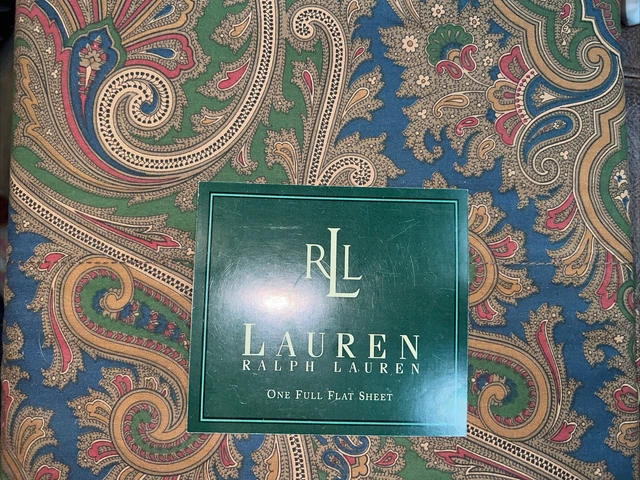 RLL
LAUREN
RALPH LAUREN
ONE FULL FLAT SHEET